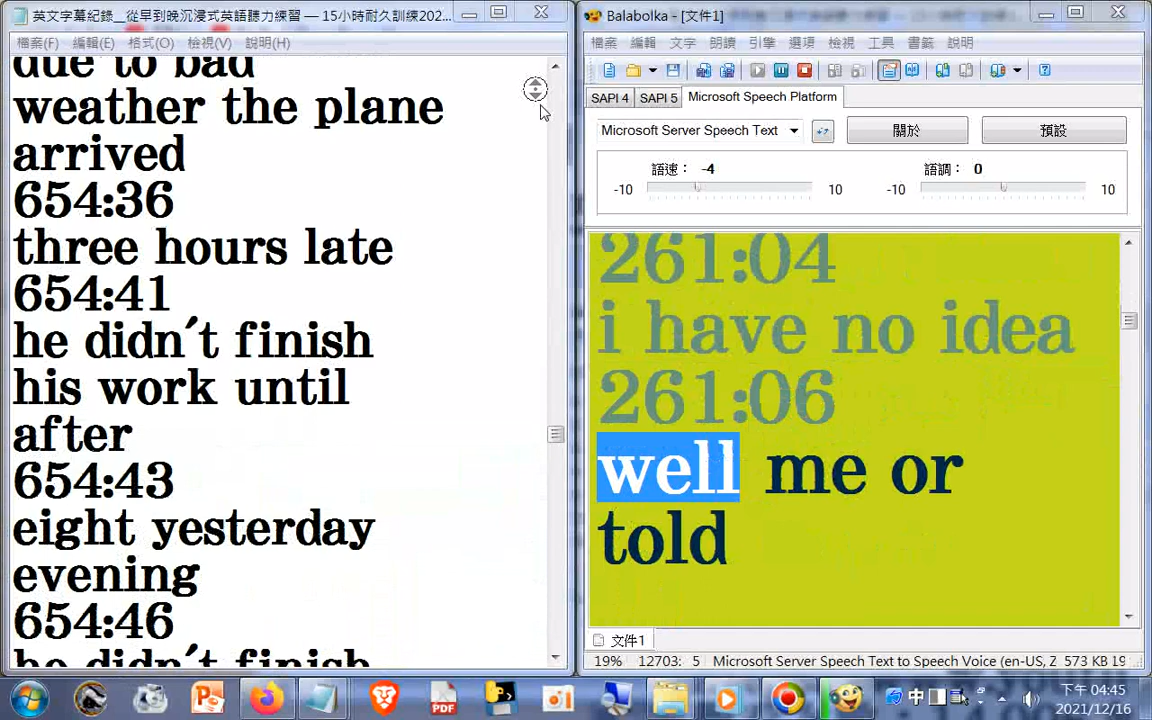 英文字幕紀錄__從早到晚沉浸式英語聽力練習 — 15小時耐久訓練202...
檔案(F) 編輯(E) 格式(O) 檢視(V) 說明(H)
due to bad
weather the plane
arrived
654:36
three hours late
654:41
he didn't finish
his work until
after
654:43
eight yesterday
evening
654:46
he didn't finish
Balabolka - [文件1]
檔案 編輯 文字 朗讀 引擎 選項 檢視 工具 書籤 說明
SAPI 4 SAPI 5 Microsoft Speech Platform
Microsoft Server Speech Text 關於 預設
語速： -4 語調： 0
-10 10 -10 10
261:04
i have no idea
261:06
well me or
told
文件1
19% 12703: 5 Microsoft Server Speech Text to Speech Voice (en-US, Z 573 KB 19
PDF 中 下午 04:45
2021/12/16